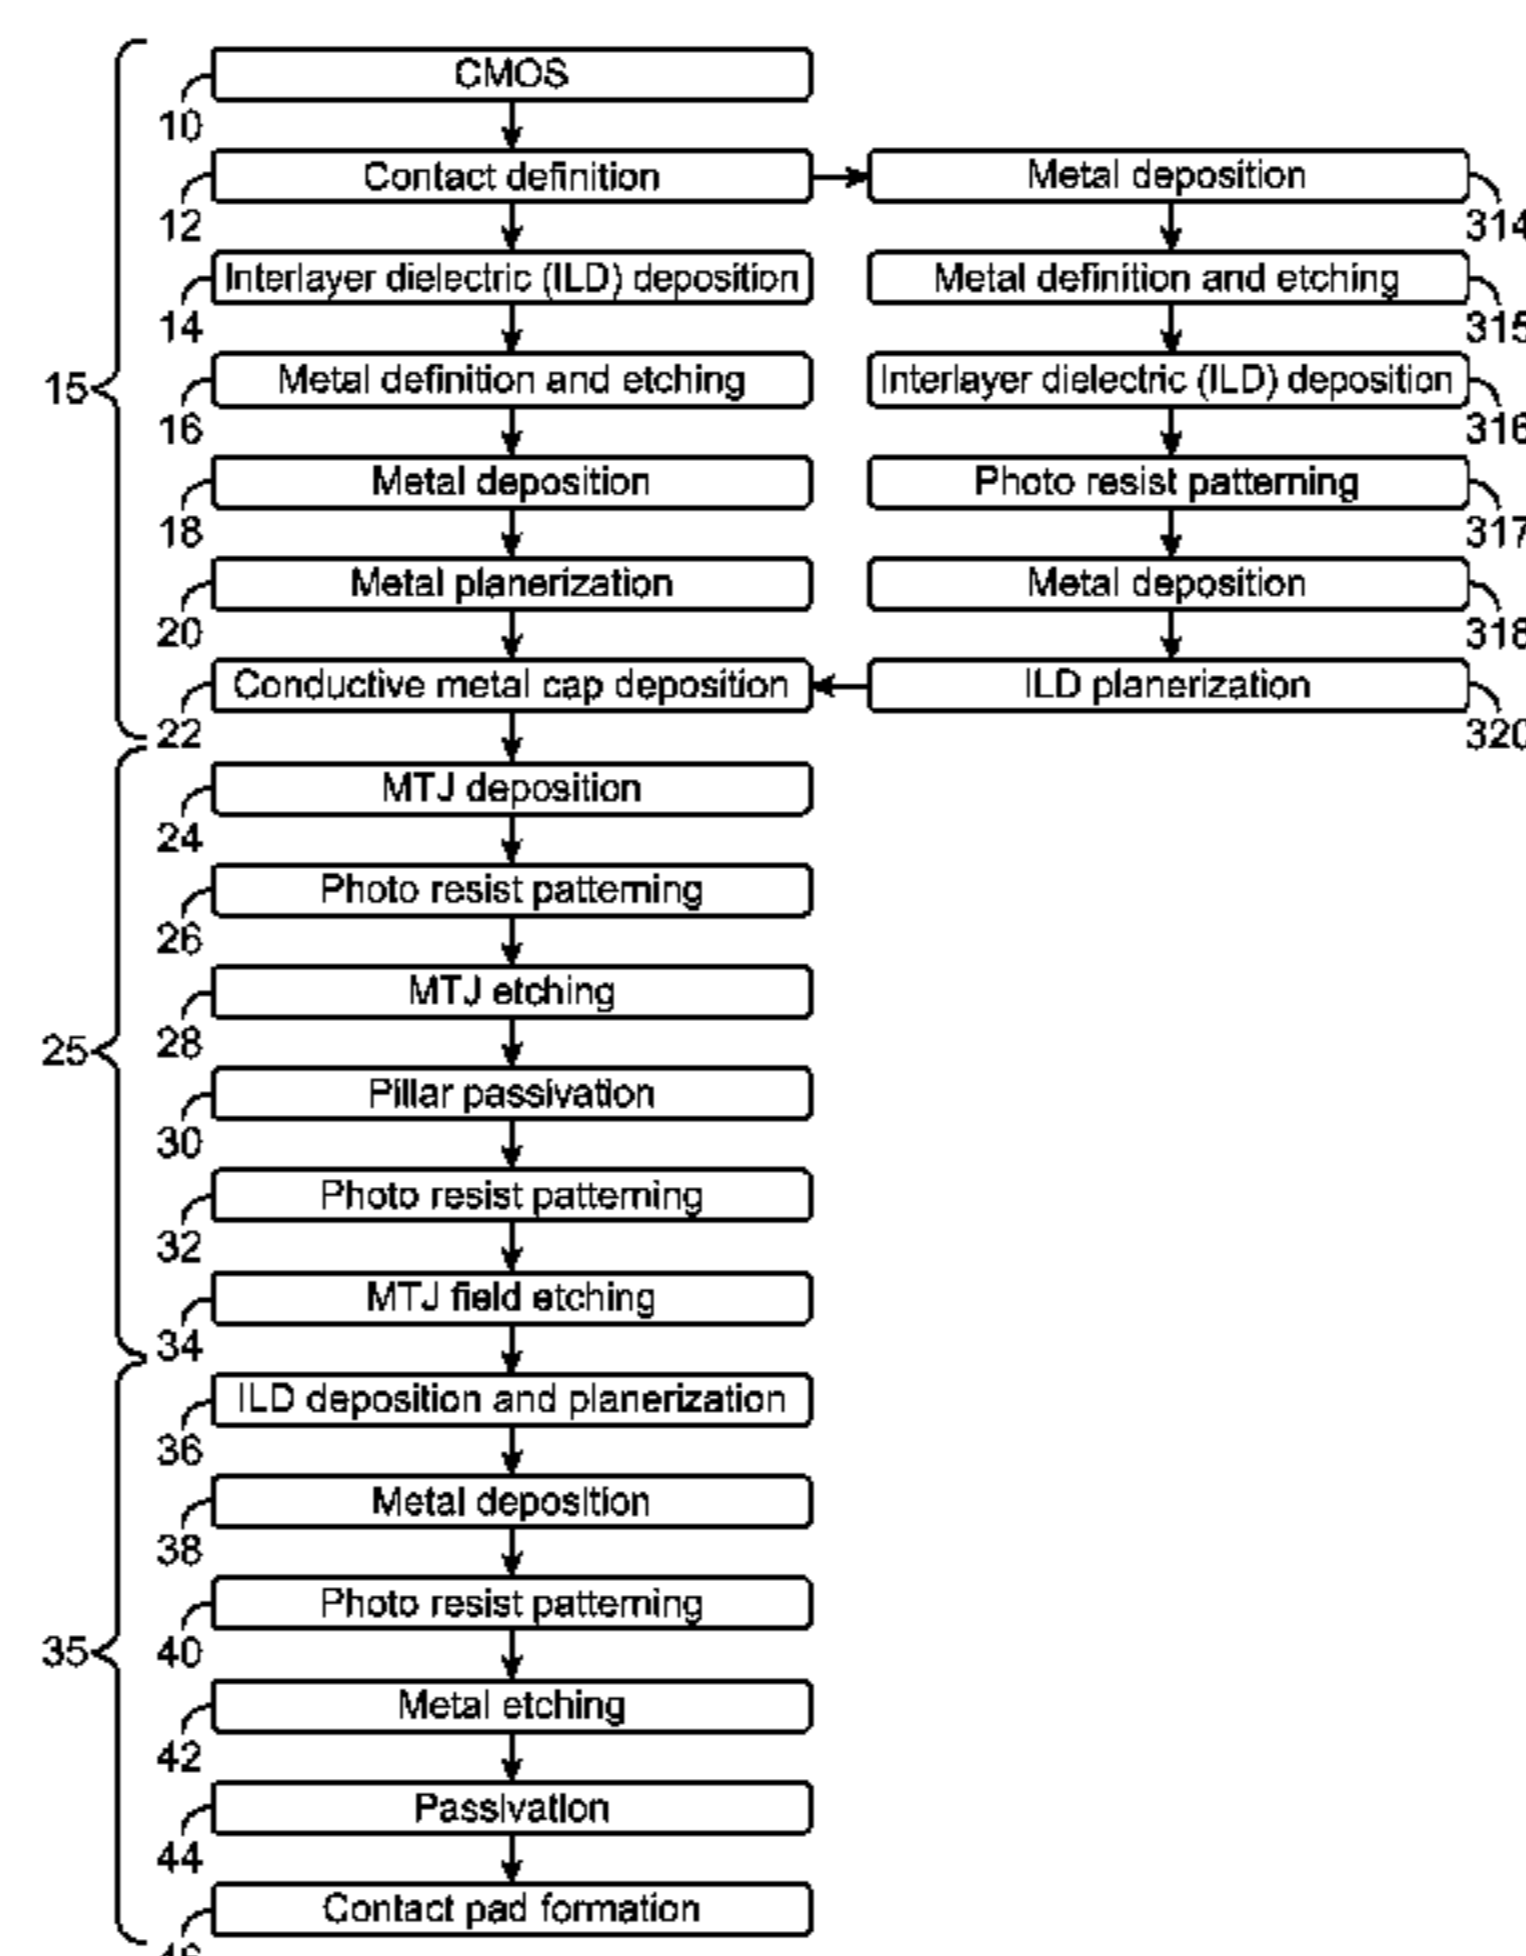 CMOS
10
Contact definition
Metal deposition
12
314
Interlayer dielectric (ILD) deposition
Metal definition and etching
14
315
15
Metal definition and etching
Interlayer dielectric (ILD) deposition
16
316
Metal deposition
Photo resist patterning
18
317
Metal planerization
Metal deposition
20
318
Conductive metal cap deposition
ILD planerization
22
320
MTJ deposition
24
Photo resist patterning
26
MTJ etching
28
25
Pillar passivation
30
Photo resist patterning
32
MTJ field etching
34
ILD deposition and planerization
36
Metal deposition
38
Photo resist patterning
40
35
Metal etching
42
Passivation
44
Contact pad formation